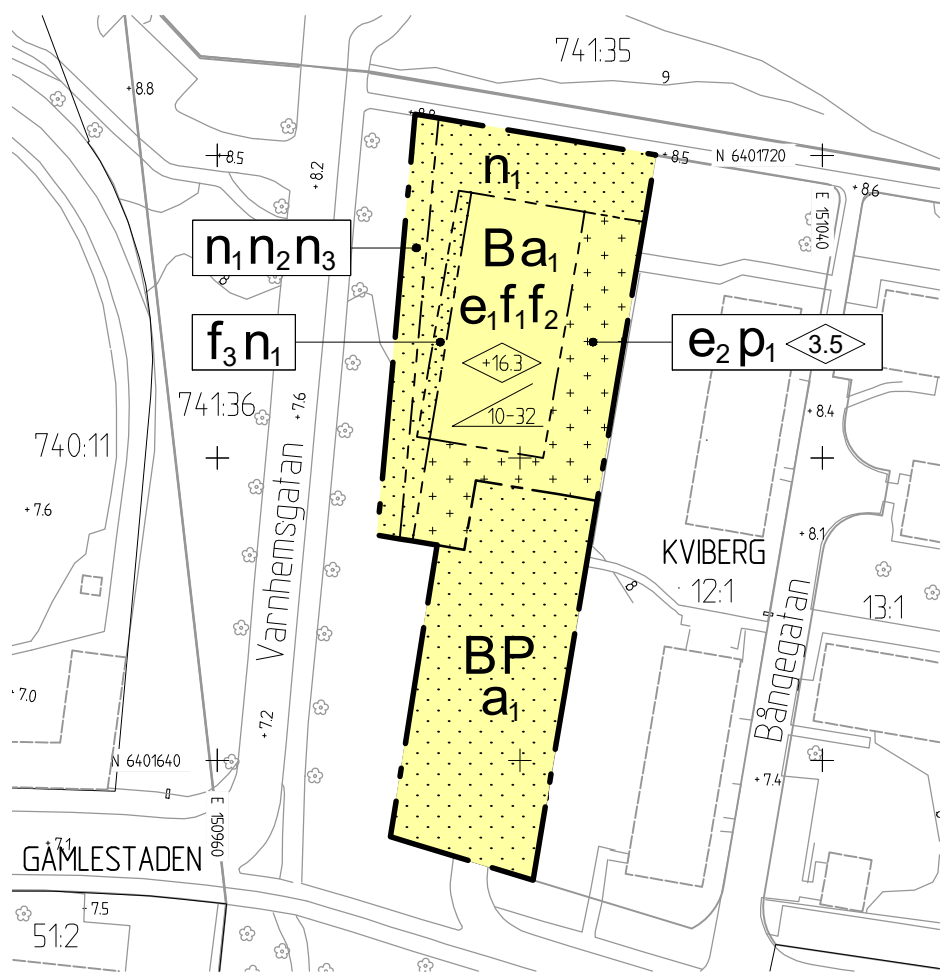 741:35
9
+8.8
+8.5
+8.2
+8.5
N 6401720
+8.6
E 151040
n₁
n₁n₂n₃
Ba₁
e₁f₁f₂
8
f₃n₁
+16.3
e₂p₁ 3.5
10-32
741:36
+7.6
+8.4
740:11
+7.6
Varnhemsgatan
+8.1
KVIBERG
12:1
8
13:1
BP
a₁
Bångegatan
+7.0
+7.2
N 6401640
+7.4
E 150960
+7.1
GAMLESTADEN
+7.5
51:2